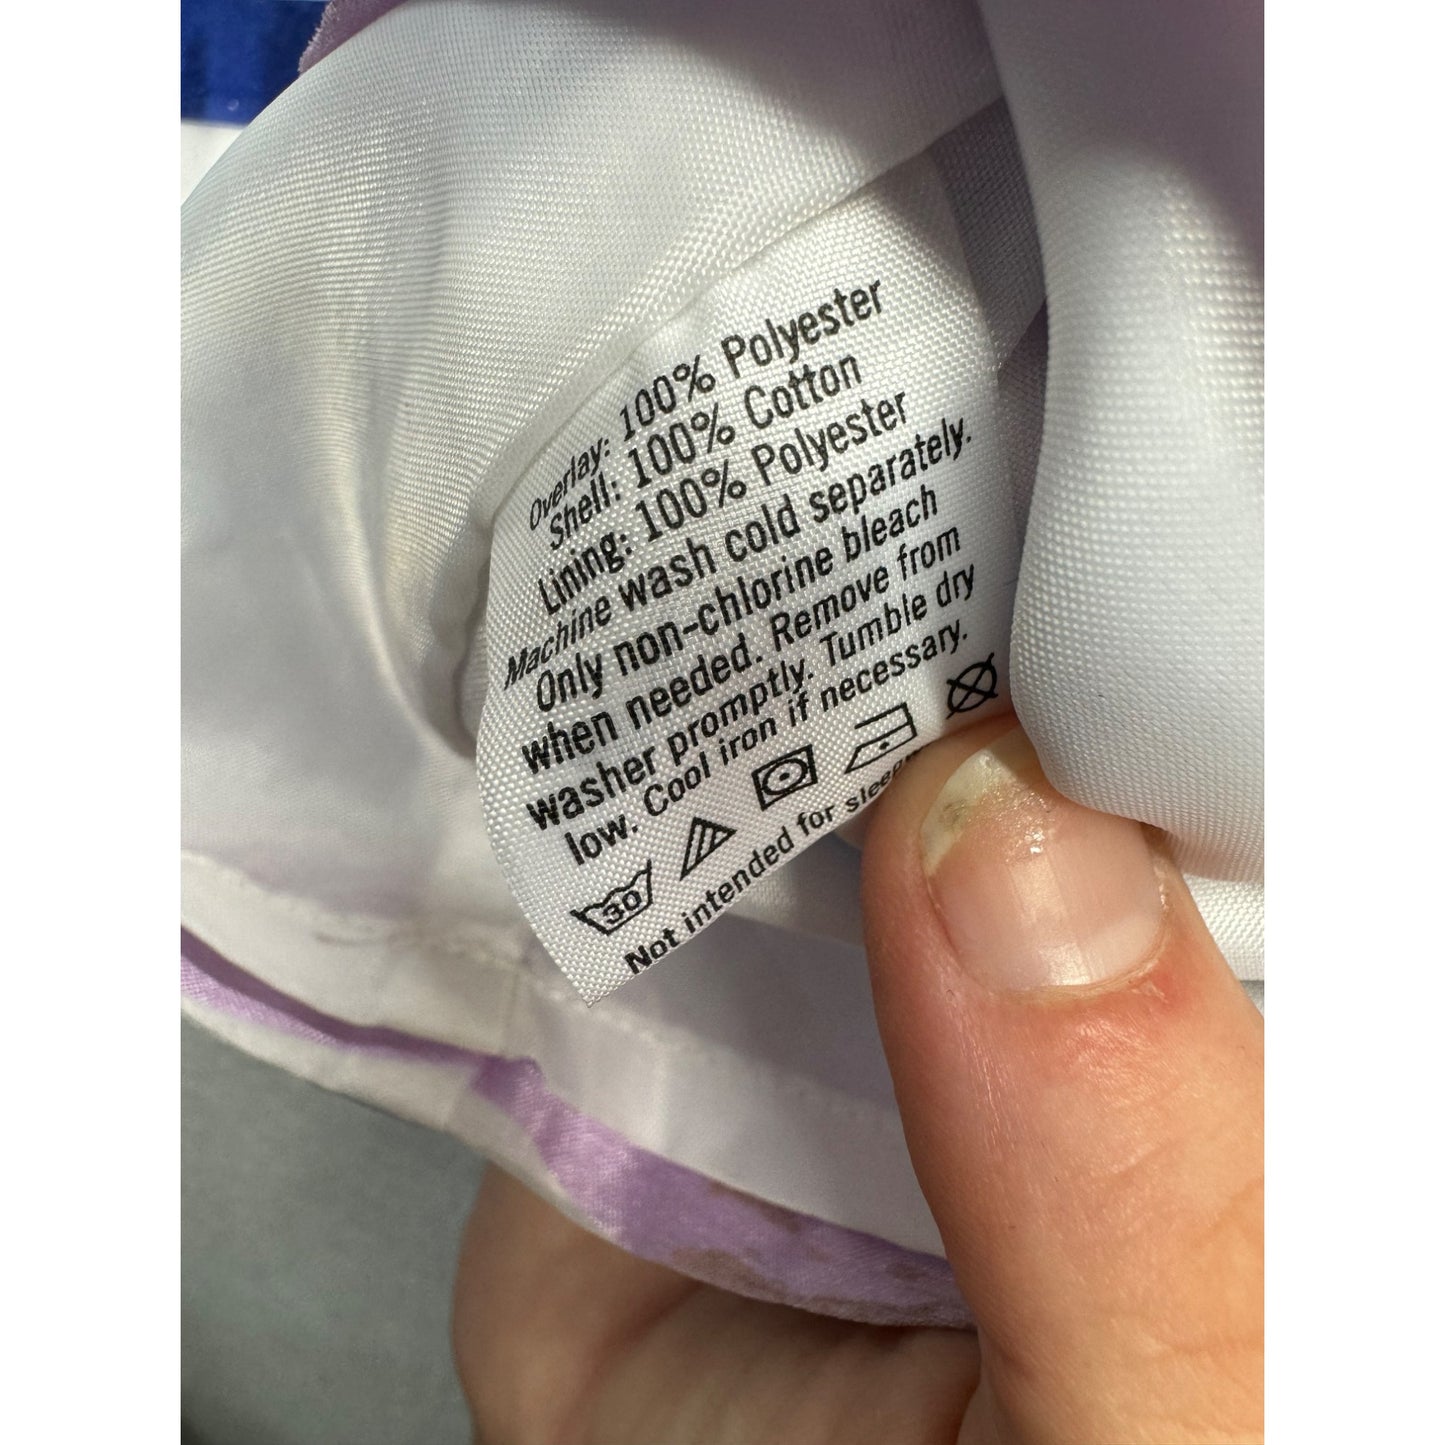 Overlay: 100% Polyester
Shell: 100% Cotton
Lining: 100% Polyester
Machine wash cold separately.
Only non-chlorine bleach
when needed. Remove from
washer promptly. Tumble dry
low. Cool iron if necessary.
30
Not intended for